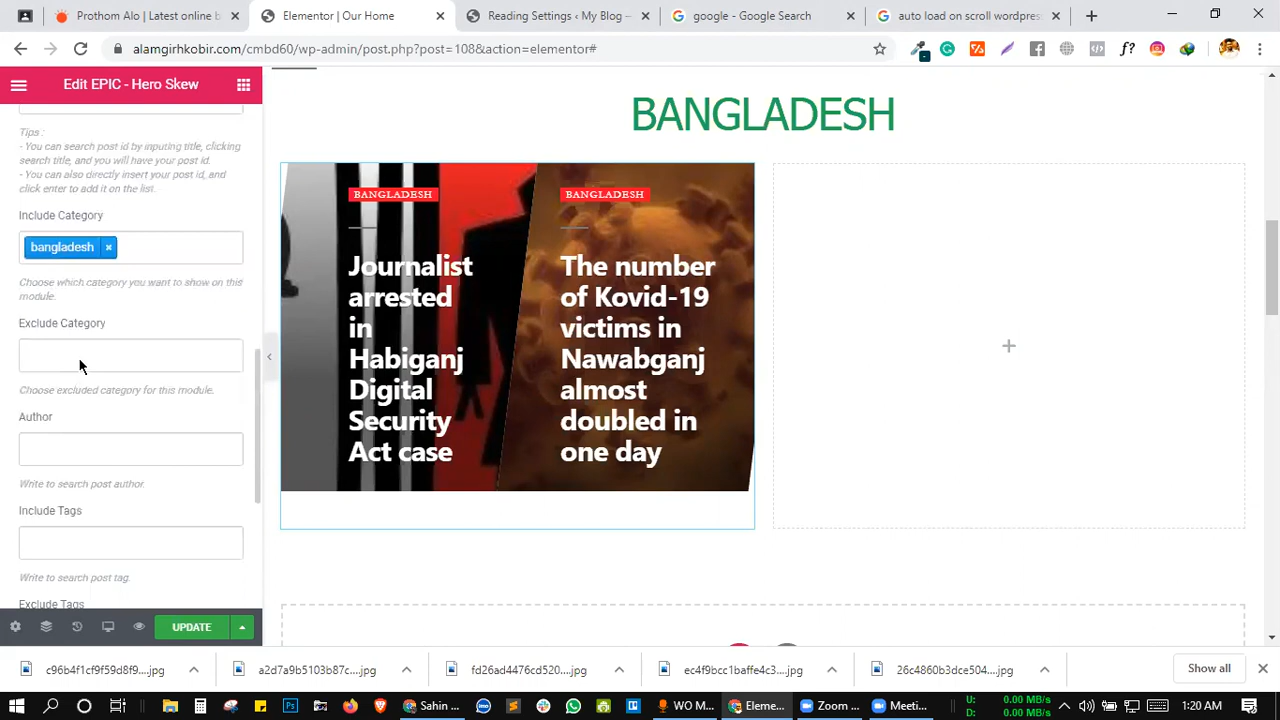 Prothom Alo | Latest online b
Elementor | Our Home
Reading Settings ‹ My Blog —
google - Google Search
auto load on scroll wordpres
alamgirhkobir.com/cmbd60/wp-admin/post.php?post=108&action=elementor#
Edit EPIC - Hero Skew
Tips :
- You can search post id by inputing title, clicking
search title, and you will have your post id.
- You can also directly insert your post id, and
click enter to add it on the list.
Include Category
bangladesh ×
Choose which category you want to show on this
module.
Exclude Category
Choose excluded category for this module.
Author
Write to search post author.
Include Tags
Write to search post tag.
Exclude Tags
UPDATE
BANGLADESH
BANGLADESH
Journalist
arrested
in
Habiganj
Digital
Security
Act case
BANGLADESH
The number
of Kovid-19
victims in
Nawabganj
almost
doubled in
one day
c96b4f1cf9f59d8f9....jpg
a2d7a9b5103b87c....jpg
fd26ad4476cd520....jpg
ec4f9bcc1baffe4c3....jpg
26c4860b3dce504....jpg
Show all
Sahin ...
WO M...
Eleme...
Zoom ...
Meeti...
U: 0.00 MB/s
D: 0.00 MB/s
1:20 AM